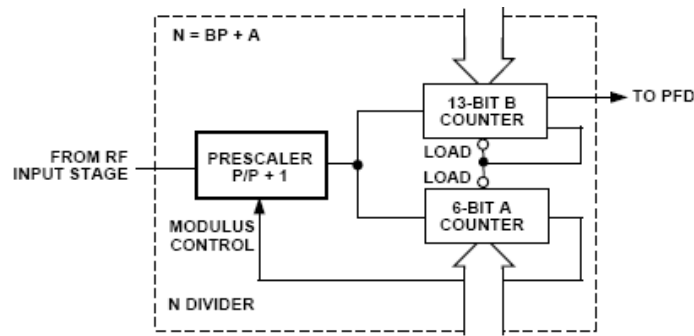 N = BP + A
13-BIT B
COUNTER
TO PFD
FROM RF
INPUT STAGE
PRESCALER
P/P + 1
LOAD
LOAD
MODULUS
CONTROL
6-BIT A
COUNTER
N DIVIDER